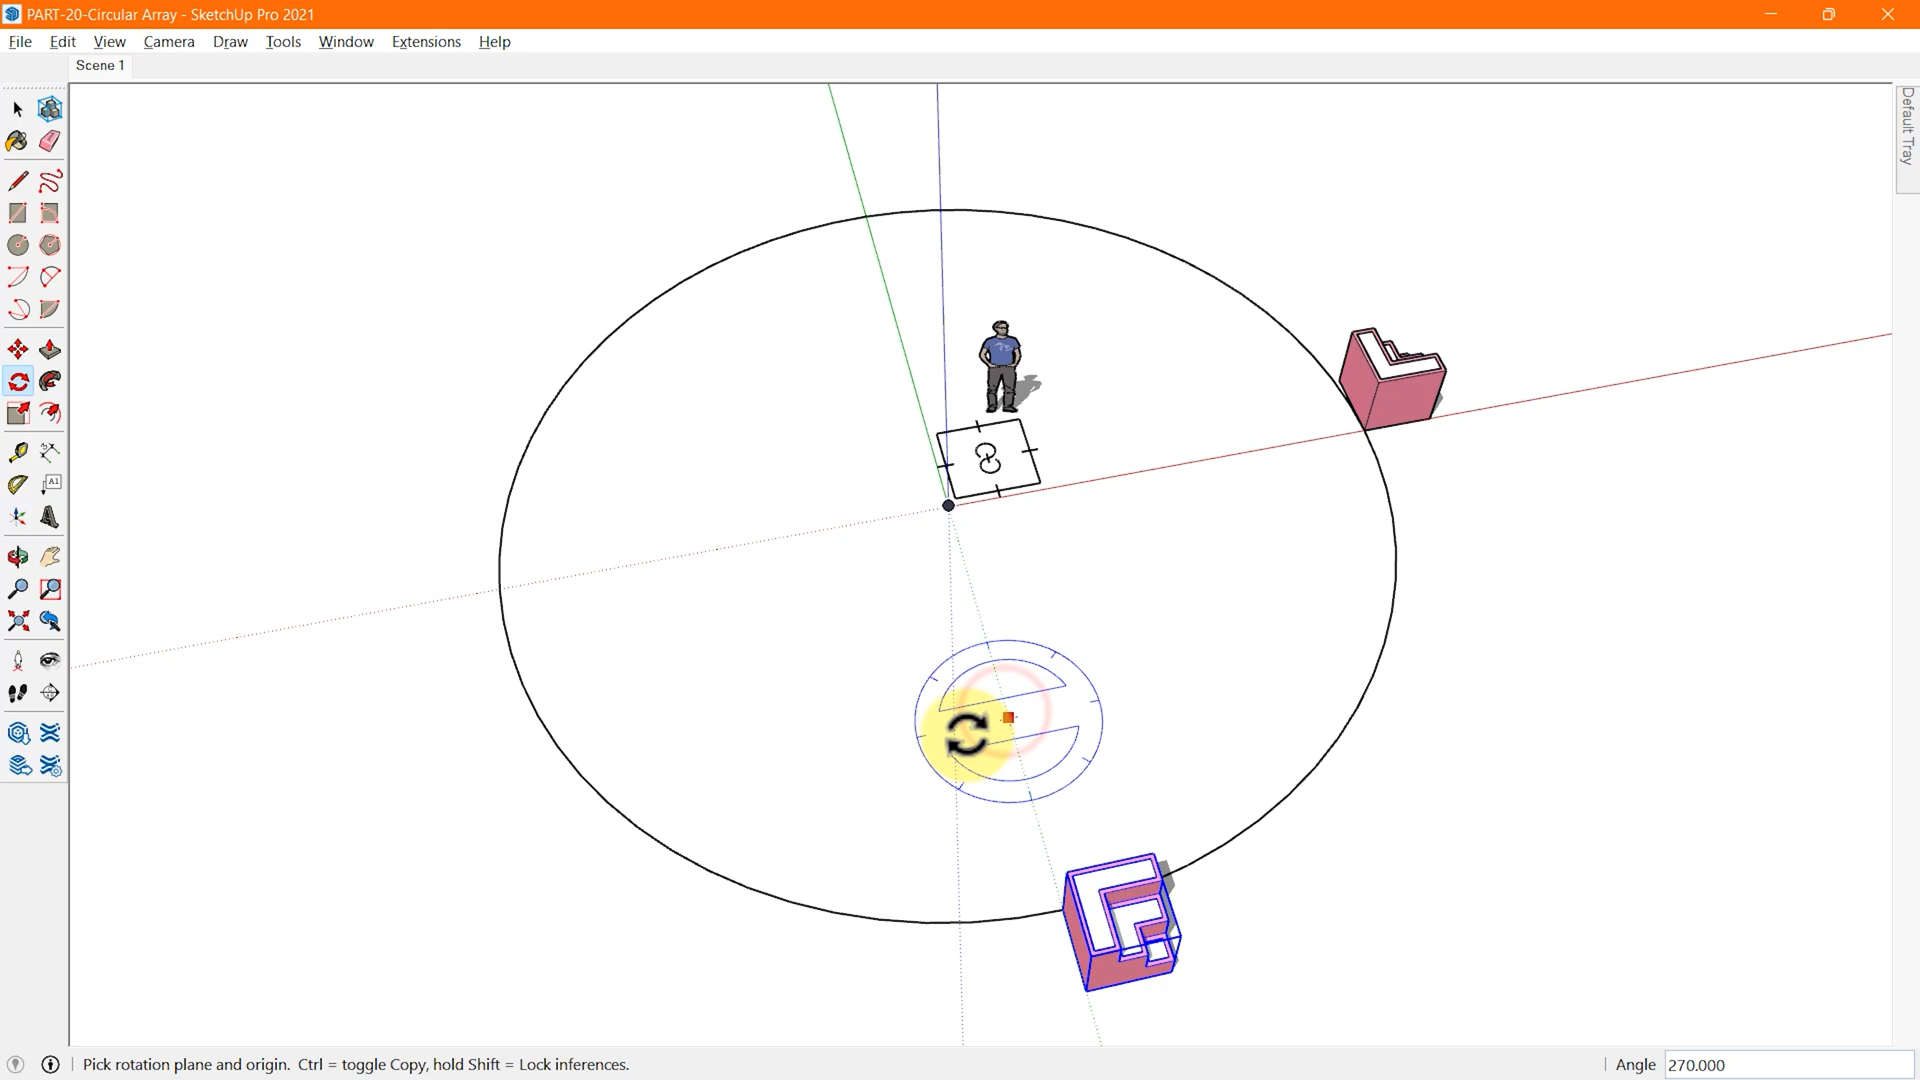 PART-20-Circular Array - SketchUp Pro 2021
File Edit View Camera Draw Tools Window Extensions Help
Scene 1
Default Tray
A1
Pick rotation plane and origin. Ctrl = toggle Copy, hold Shift = Lock inferences.
Angle 270.000